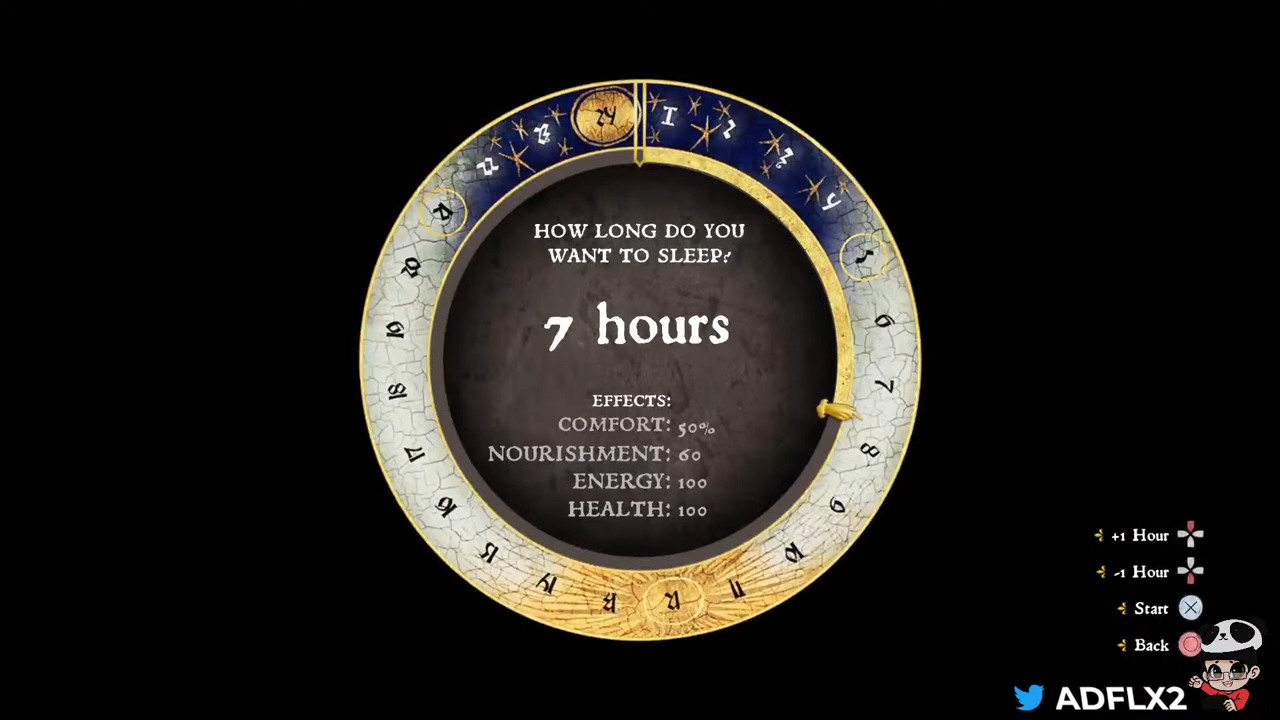 HOW LONG DO YOU
WANT TO SLEEP?
7 hours
EFFECTS:
COMFORT: 50%
NOURISHMENT: 60
ENERGY: 100
HEALTH: 100
+1 Hour
-1 Hour
Start
Back
ADFLX2